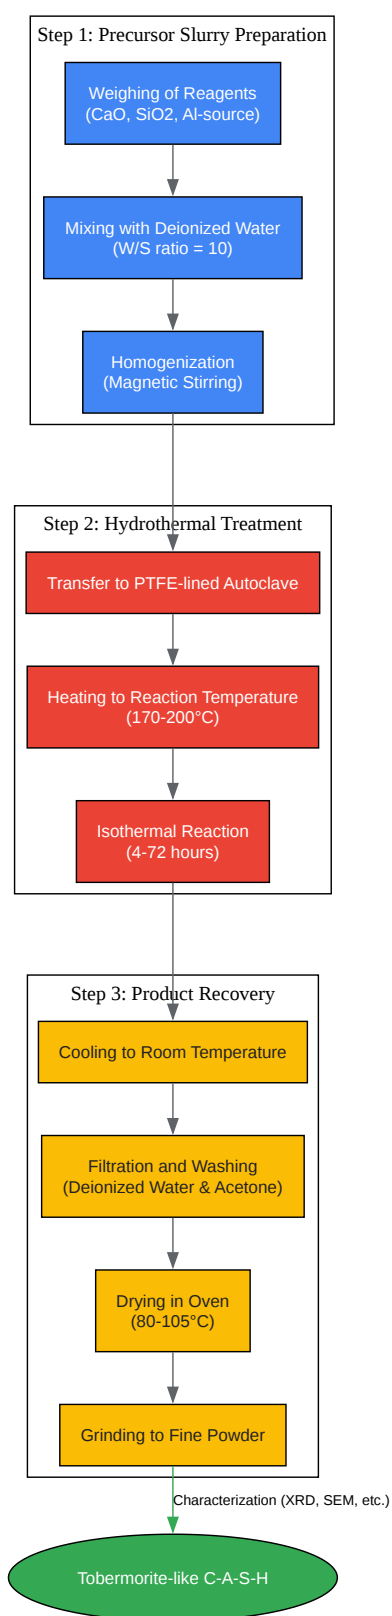 Step 1: Precursor Slurry Preparation
Weighing of Reagents
(CaO, SiO2, Al-source)
Mixing with Deionized Water
(W/S ratio = 10)
Homogenization
(Magnetic Stirring)
Step 2: Hydrothermal Treatment
Transfer to PTFE-lined Autoclave
Heating to Reaction Temperature
(170-200°C)
Isothermal Reaction
(4-72 hours)
Step 3: Product Recovery
Cooling to Room Temperature
Filtration and Washing
(Deionized Water & Acetone)
Drying in Oven
(80-105°C)
Grinding to Fine Powder
Characterization (XRD, SEM, etc.)
Tobermorite-like C-A-S-H